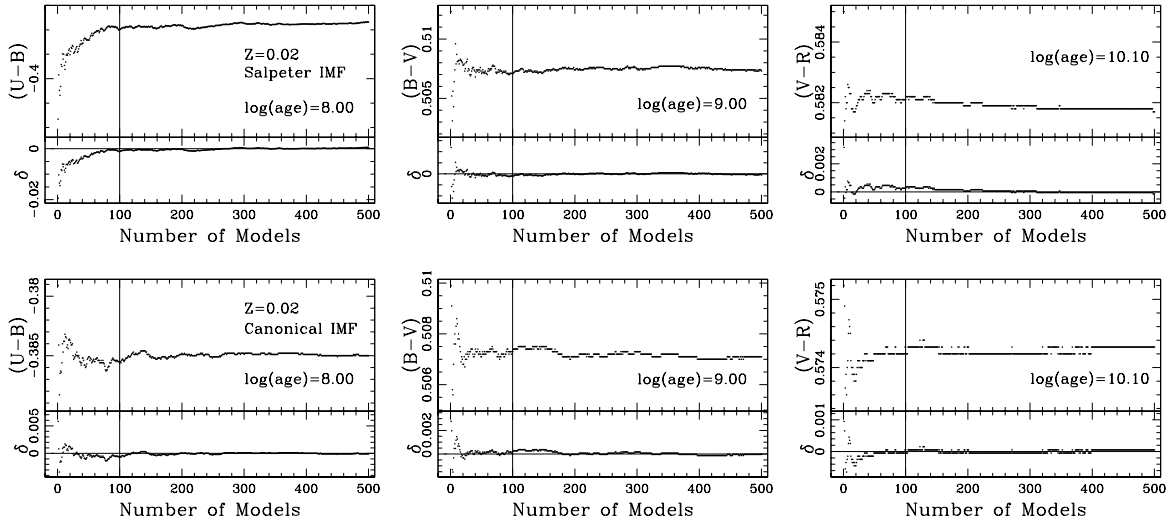 (U−B)
−0.4
Z=0.02
Salpeter IMF
log(age)=8.00
δ
0
−0.02
0 100 200 300 400 500
Number of Models
(B−V)
0.51
0.505
log(age)=9.00
δ
0
0 100 200 300 400 500
Number of Models
(V−R)
0.584
0.582
log(age)=10.10
δ
0.002
0
0 100 200 300 400 500
Number of Models
(U−B)
−0.38
−0.385
Z=0.02
Canonical IMF
log(age)=8.00
δ
0.005
0
0 100 200 300 400 500
Number of Models
(B−V)
0.51
0.508
0.506
log(age)=9.00
δ
0.002
0
0 100 200 300 400 500
Number of Models
(V−R)
0.575
0.574
log(age)=10.10
δ
0.001
0
0 100 200 300 400 500
Number of Models